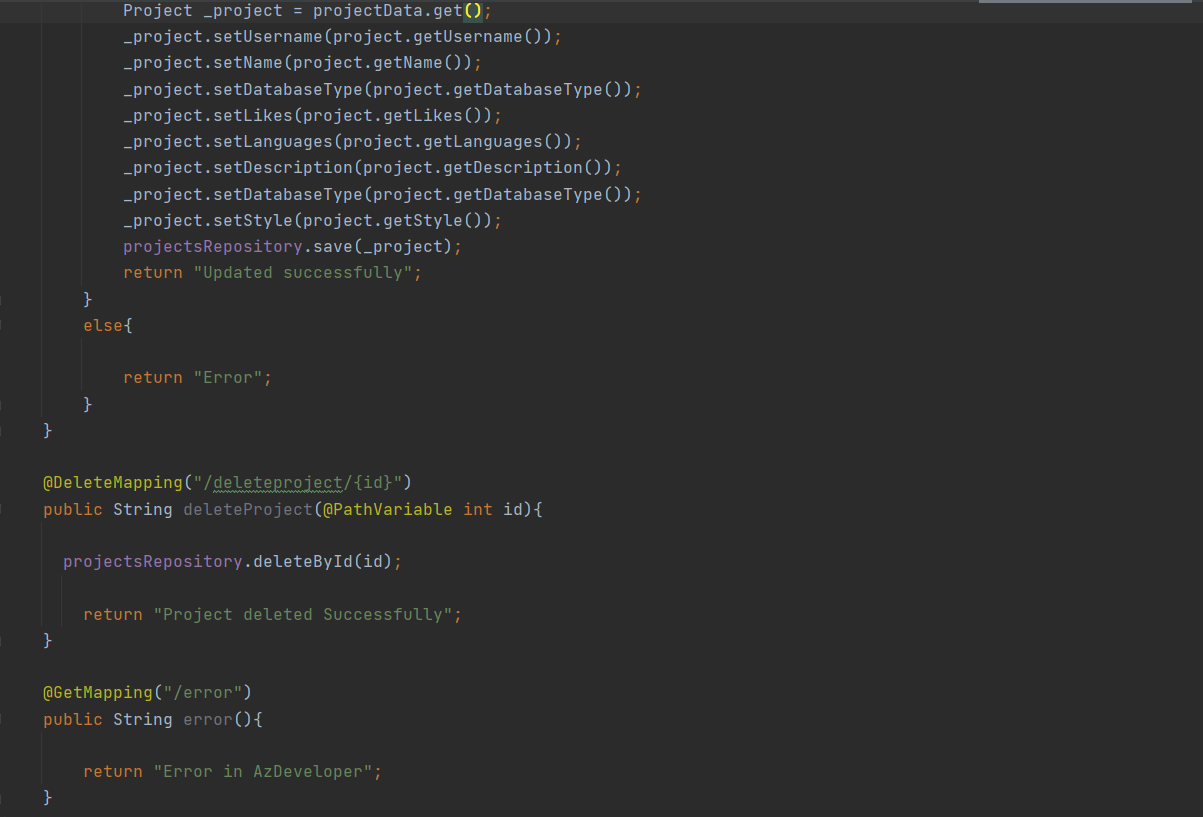 Project _project = projectData.get();
_project.setUsername(project.getUsername());
_project.setName(project.getName());
_project.setDatabaseType(project.getDatabaseType());
_project.setLikes(project.getLikes());
_project.setLanguages(project.getLanguages());
_project.setDescription(project.getDescription());
_project.setDatabaseType(project.getDatabaseType());
_project.setStyle(project.getStyle());
projectsRepository.save(_project);
return "Updated successfully";
}
else{
return "Error";
}
}
@DeleteMapping("/deleteproject/{id}")
public String deleteProject(@PathVariable int id){
projectsRepository.deleteById(id);
return "Project deleted Successfully";
}
@GetMapping("/error")
public String error(){
return "Error in AzDeveloper";
}